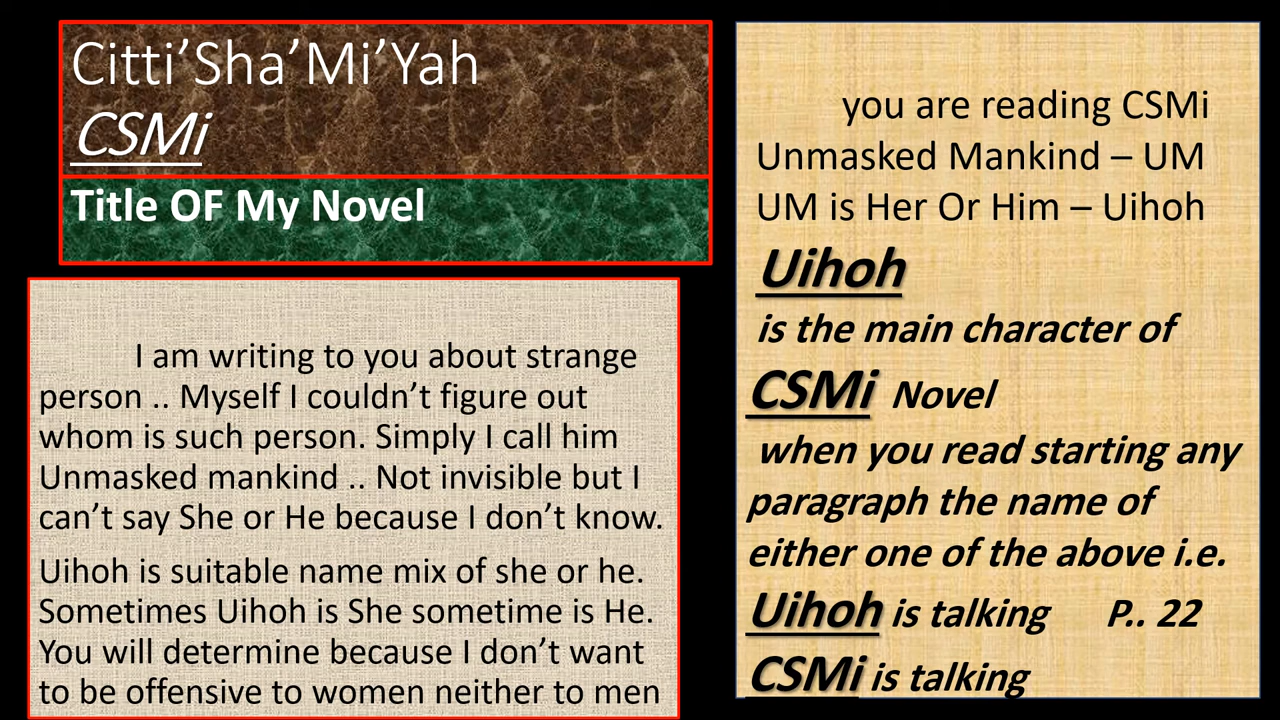 Citti’Sha’Mi’Yah
CSMi
Title OF My Novel
I am writing to you about strange
person .. Myself I couldn’t figure out
whom is such person. Simply I call him
Unmasked mankind .. Not invisible but I
can’t say She or He because I don’t know.
Uihoh is suitable name mix of she or he.
Sometimes Uihoh is She sometime is He.
You will determine because I don’t want
to be offensive to women neither to men
you are reading CSMi
Unmasked Mankind – UM
UM is Her Or Him – Uihoh
Uihoh
is the main character of
CSMi Novel
when you read starting any
paragraph the name of
either one of the above i.e.
Uihoh is talking P.. 22
CSMi is talking